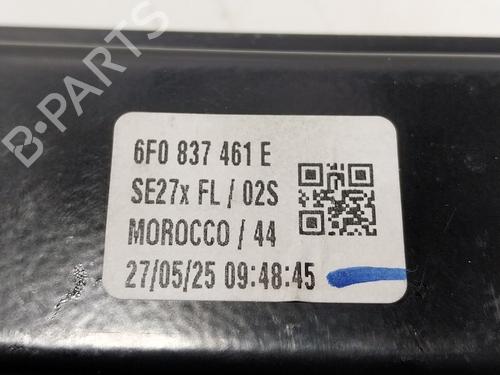 B-PARTS
6F0 837 461 E
SE27x FL / 02S
MOROCCO / 44
27/05/25 09:48:45